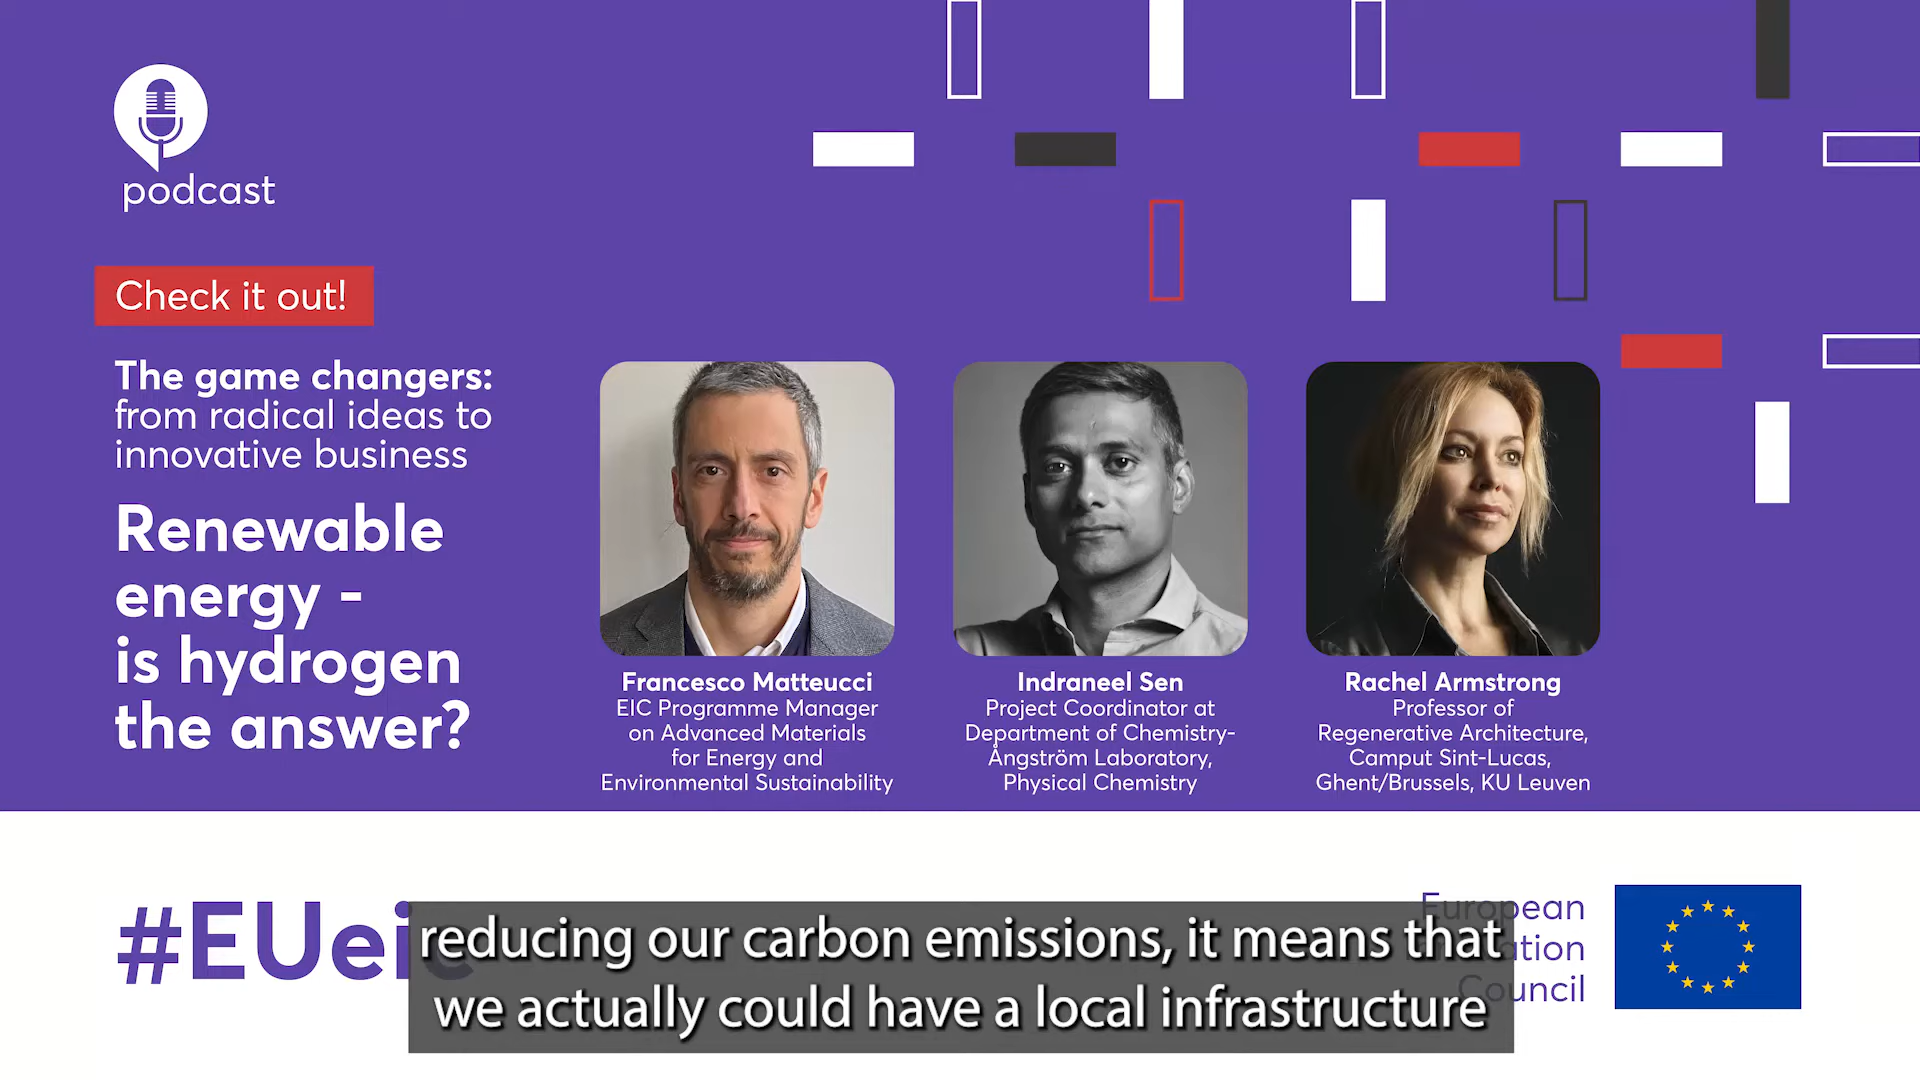 podcast
Check it out!
The game changers:
from radical ideas to
innovative business
Renewable
energy -
is hydrogen
the answer?
Francesco Matteucci
EIC Programme Manager
on Advanced Materials
for Energy and
Environmental Sustainability
Indraneel Sen
Project Coordinator at
Department of Chemistry-
Ångström Laboratory,
Physical Chemistry
Rachel Armstrong
Professor of
Regenerative Architecture,
Camput Sint-Lucas,
Ghent/Brussels, KU Leuven
#EUeic
European
Innovation
Council
reducing our carbon emissions, it means that
we actually could have a local infrastructure